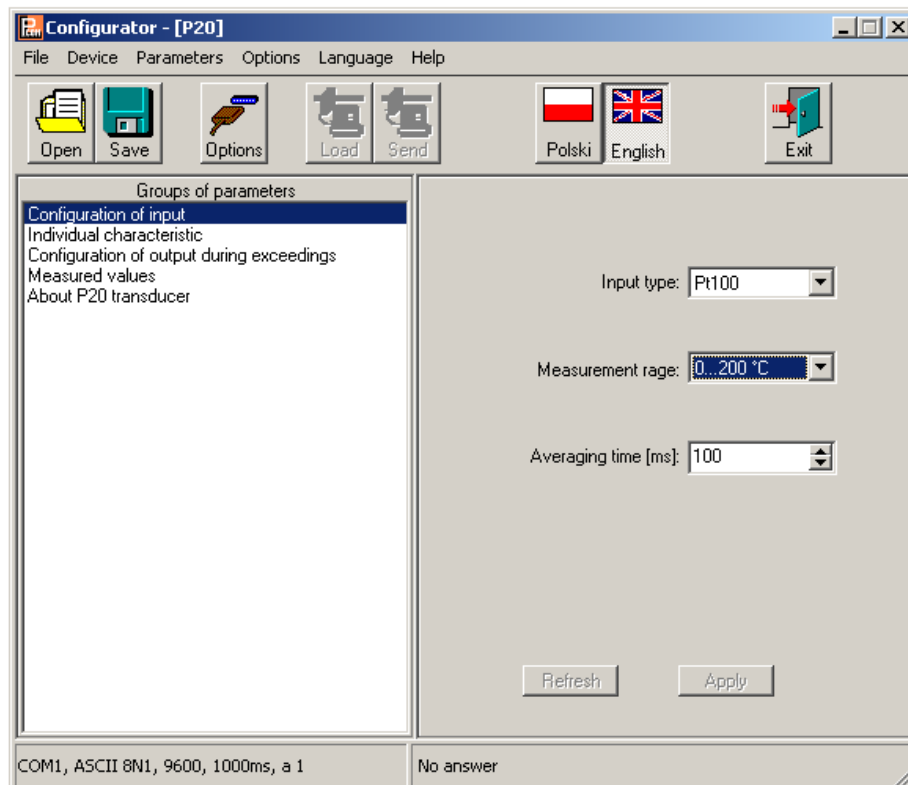 Configurator - [P20]
File Device Parameters Options Language Help
Open Save Options Load Send Polski English Exit
Groups of parameters
Configuration of input
Individual characteristic
Configuration of output during exceedings
Measured values
About P20 transducer
Input type: Pt100
Measurement rage: 0...200 °C
Averaging time [ms]: 100
Refresh Apply
COM1, ASCII 8N1, 9600, 1000ms, a 1 No answer